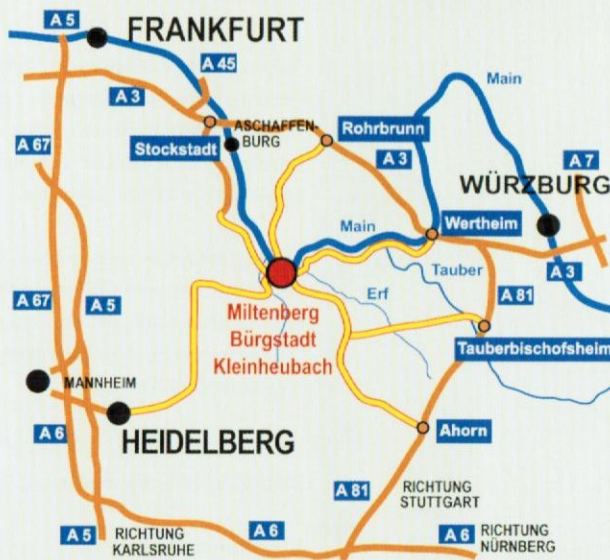 A 5
FRANKFURT
A 45
Main
A 3
ASCHAFFEN-
BURG
Rohrbrunn
A 67
Stockstadt
A 3
A 7
WÜRZBURG
Main
Wertheim
Tauber
A 3
Erf
A 67
A 5
Miltenberg
Bürgstadt
Kleinheubach
A 81
Tauberbischofsheim
MANNHEIM
HEIDELBERG
Ahorn
A 6
A 81
RICHTUNG
STUTTGART
A 5
RICHTUNG
KARLSRUHE
A 6
A 6
RICHTUNG
NÜRNBERG